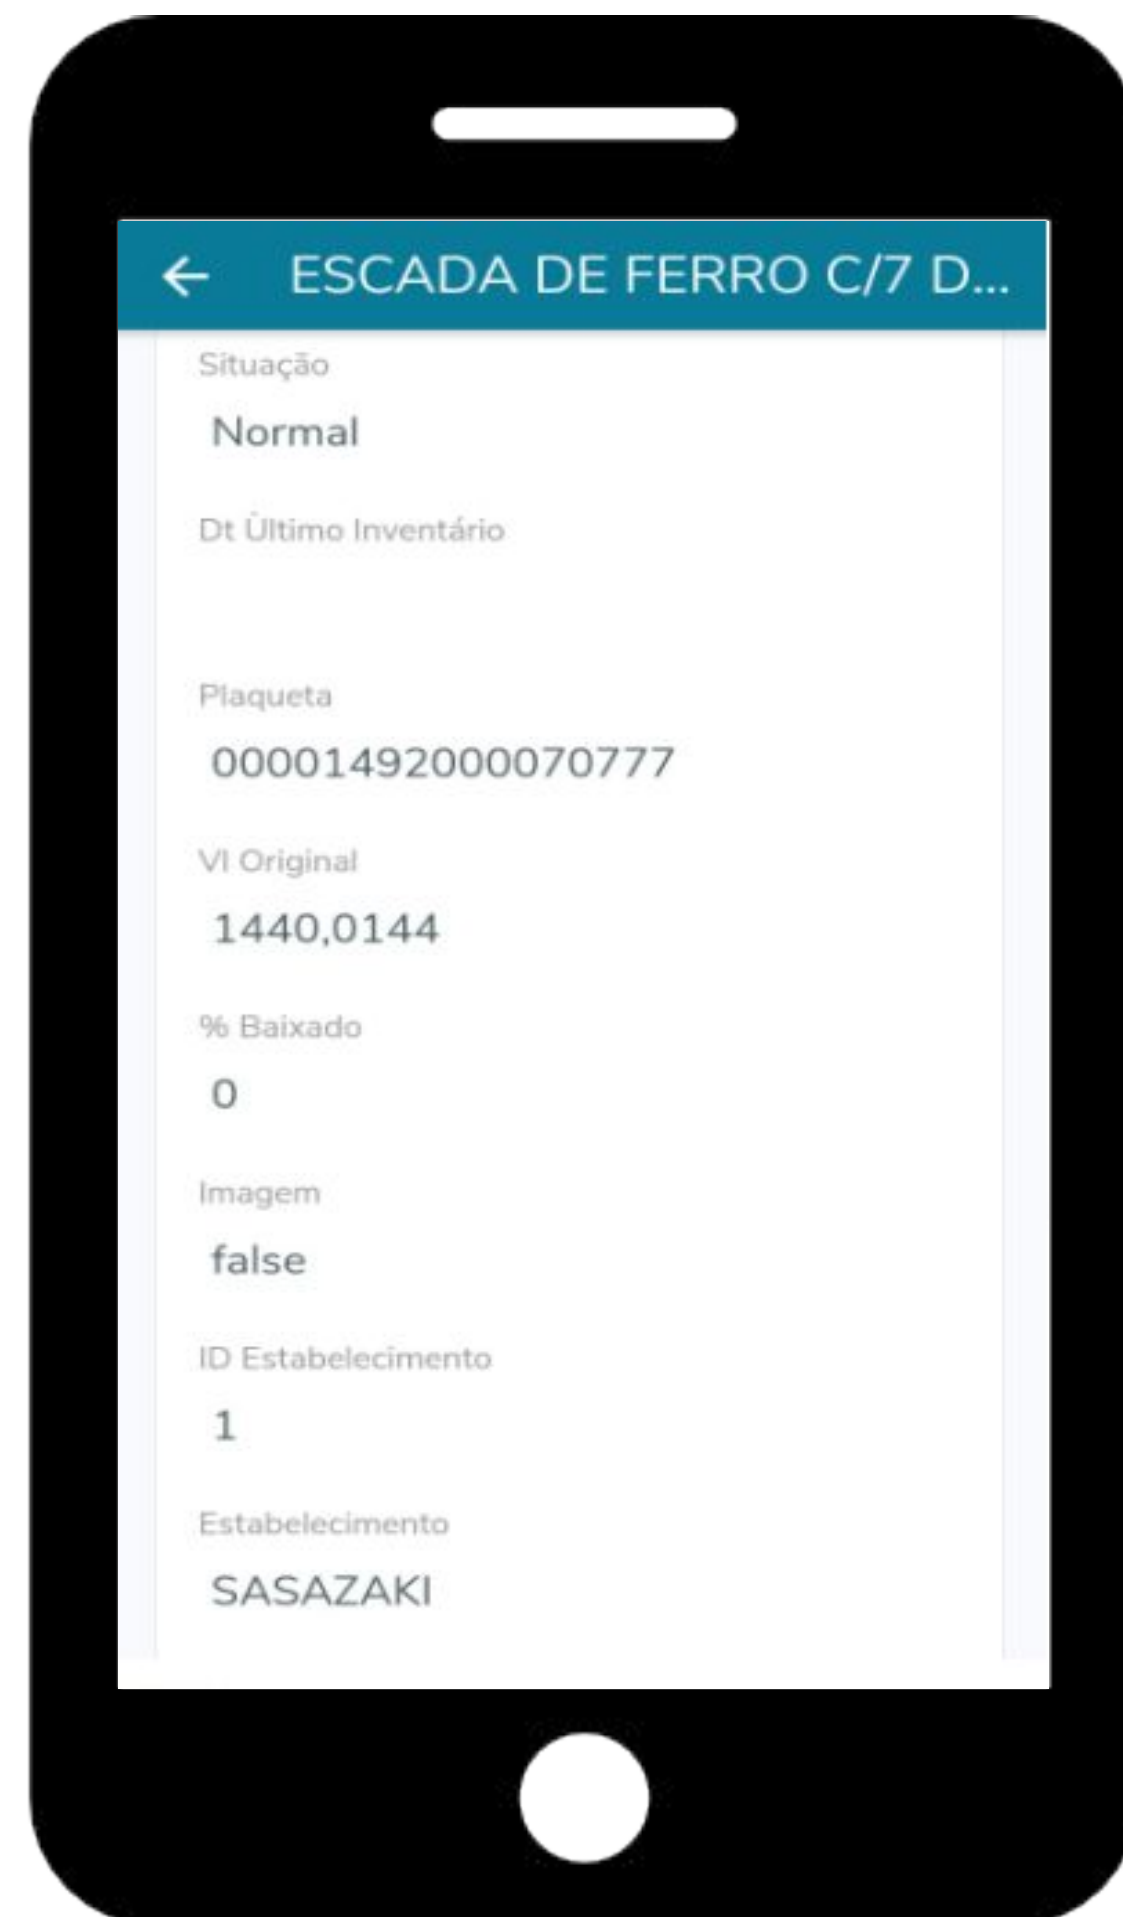 ← ESCADA DE FERRO C/7 D...
Situação
Normal
Dt Último Inventário
Plaqueta
00001492000070777
Vl Original
1440,0144
% Baixado
0
Imagem
false
ID Estabelecimento
1
Estabelecimento
SASAZAKI